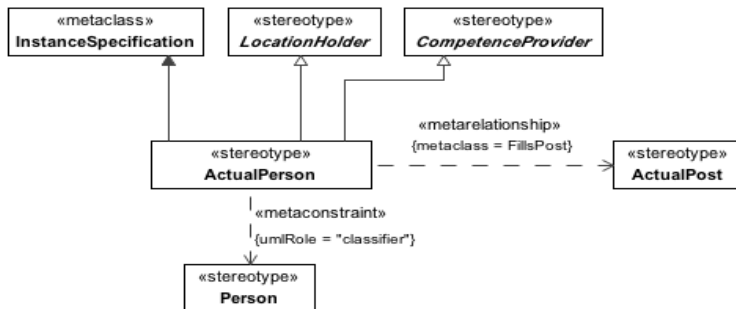 «metaclass»
InstanceSpecification
«stereotype»
LocationHolder
«stereotype»
CompetenceProvider
«stereotype»
ActualPerson
«metarelationship»
{metaclass = FillsPost}
«stereotype»
ActualPost
«metaconstraint»
{umlRole = "classifier"}
«stereotype»
Person